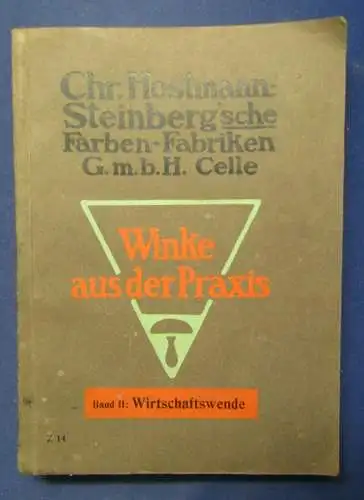 Chr. Hostmann-
Steinberg'sche
Farben-Fabriken
G.m.b.H. Celle
Winke
aus der Praxis
Band II: Wirtschaftswende
Z 14